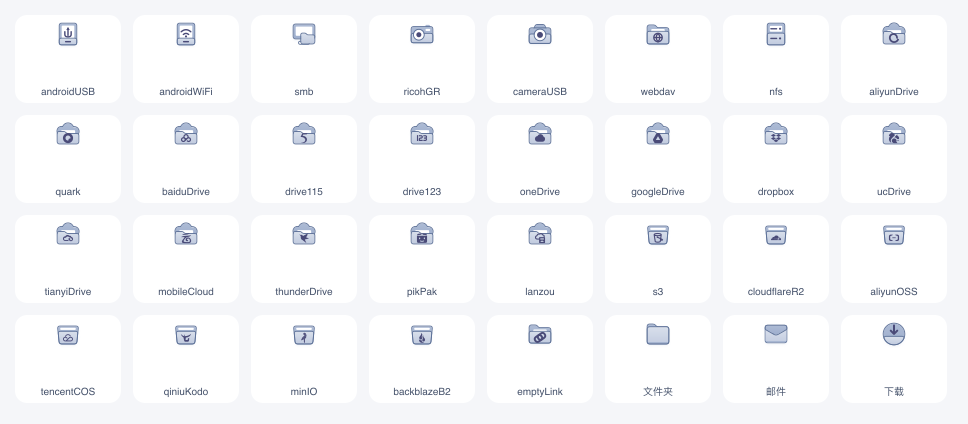 androidUSB androidWiFi smb ricohGR cameraUSB webdav nfs aliyunDrive
quark baiduDrive drive115 drive123 oneDrive googleDrive dropbox ucDrive
tianyiDrive mobileCloud thunderDrive pikPak lanzou s3 cloudflareR2 aliyunOSS
tencentCOS qiniuKodo minIO backblazeB2 emptyLink 文件夹 邮件 下载